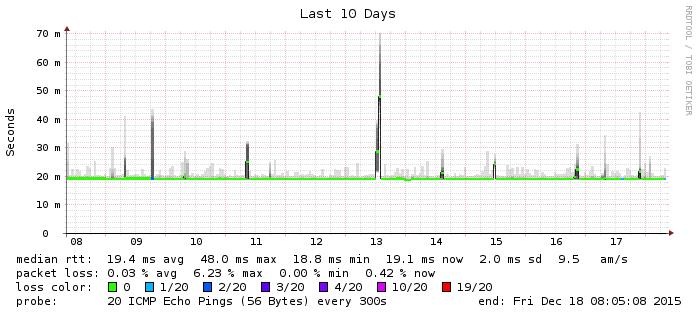 Last 10 Days
RRDTOOL / TOBI OETIKER
Seconds
70 m
60 m
50 m
40 m
30 m
20 m
10 m
0
08 09 10 11 12 13 14 15 16 17
median rtt: 19.4 ms avg 48.0 ms max 18.8 ms min 19.1 ms now 2.0 ms sd 9.5 am/s
packet loss: 0.03 % avg 6.23 % max 0.00 % min 0.42 % now
loss color: 0 1/20 2/20 3/20 4/20 10/20 19/20
probe: 20 ICMP Echo Pings (56 Bytes) every 300s end: Fri Dec 18 08:05:08 2015